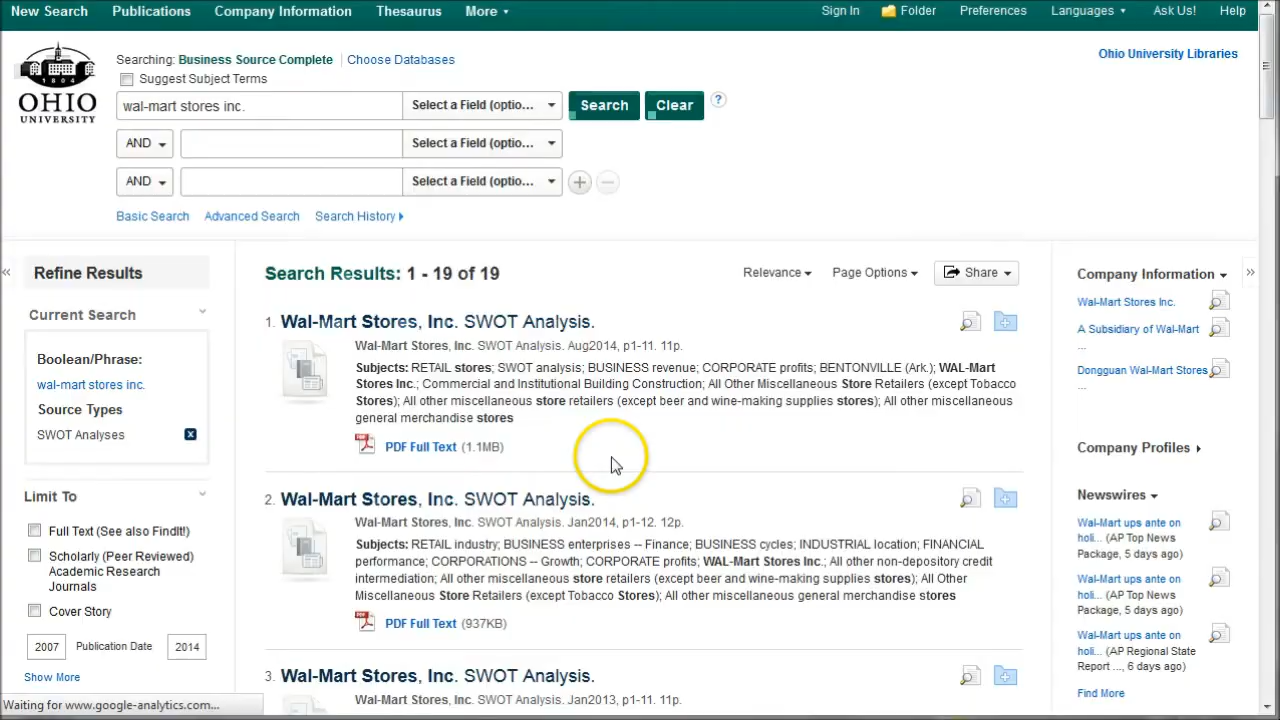 New Search Publications Company Information Thesaurus More Sign In Folder Preferences Languages Ask Us! Help
1804
OHIO
UNIVERSITY
Searching: Business Source Complete Choose Databases
Ohio University Libraries
Suggest Subject Terms
wal-mart stores inc. Select a Field (optio... Search Clear ?
AND Select a Field (optio...
AND Select a Field (optio...
Basic Search Advanced Search Search History
Refine Results
Current Search
Boolean/Phrase:
wal-mart stores inc.
Source Types
SWOT Analyses
Limit To
Full Text (See also FindIt!)
Scholarly (Peer Reviewed)
Academic Research
Journals
Cover Story
2007 Publication Date 2014
Show More
Waiting for www.google-analytics.com...
Search Results: 1 - 19 of 19 Relevance Page Options Share
1. Wal-Mart Stores, Inc. SWOT Analysis.
Wal-Mart Stores, Inc. SWOT Analysis. Aug2014, p1-11. 11p.
Subjects: RETAIL stores; SWOT analysis; BUSINESS revenue; CORPORATE profits; BENTONVILLE (Ark.); WAL-Mart
Stores Inc.; Commercial and Institutional Building Construction; All Other Miscellaneous Store Retailers (except Tobacco
Stores); All other miscellaneous store retailers (except beer and wine-making supplies stores); All other miscellaneous
general merchandise stores
PDF Full Text (1.1MB)
2. Wal-Mart Stores, Inc. SWOT Analysis.
Wal-Mart Stores, Inc. SWOT Analysis. Jan2014, p1-12. 12p.
Subjects: RETAIL industry; BUSINESS enterprises -- Finance; BUSINESS cycles; INDUSTRIAL location; FINANCIAL
performance; CORPORATIONS -- Growth; CORPORATE profits; WAL-Mart Stores Inc.; All other non-depository credit
intermediation; All other miscellaneous store retailers (except beer and wine-making supplies stores); All Other
Miscellaneous Store Retailers (except Tobacco Stores); All other miscellaneous general merchandise stores
PDF Full Text (937KB)
3. Wal-Mart Stores, Inc. SWOT Analysis.
Wal-Mart Stores, Inc. SWOT Analysis. Jan2013, p1-11. 11p.
Company Information
Wal-Mart Stores Inc.
A Subsidiary of Wal-Mart
...
Dongguan Wal-Mart Stores
Company Profiles
Newswires
Wal-Mart ups ante on
holi... (AP Top News
Package, 5 days ago)
Wal-Mart ups ante on
holi... (AP Top News
Package, 5 days ago)
Wal-Mart ups ante on
holi... (AP Regional State
Report ..., 6 days ago)
Find More